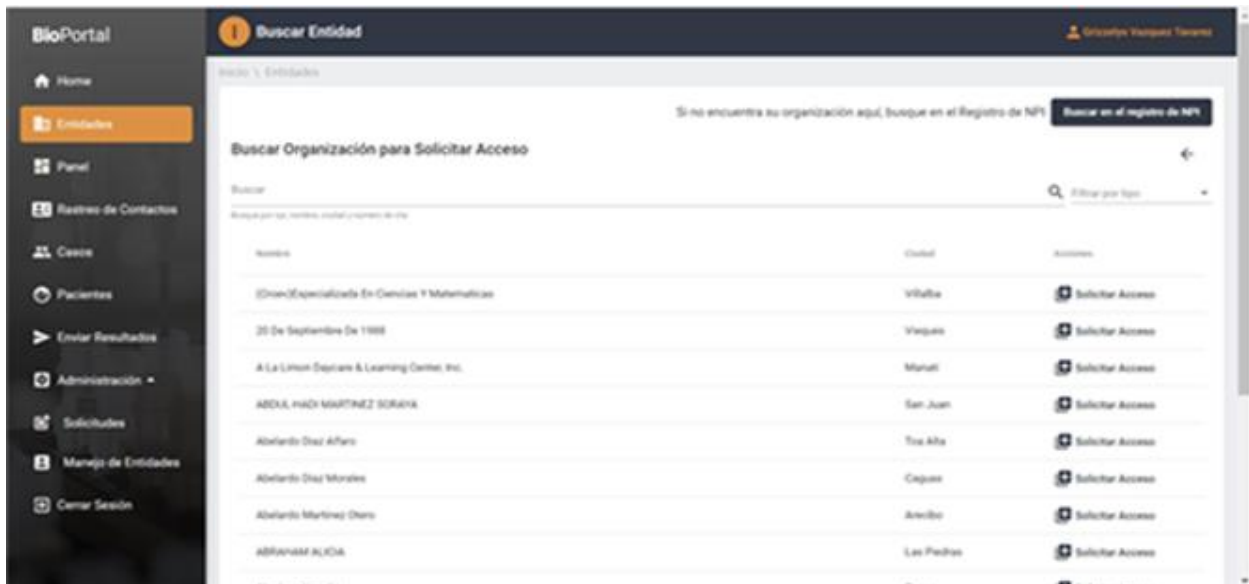 BioPortal
Buscar Entidad
Home
Inicio \ Entidades
Entidades
Si no encuentra su organización aquí, busque en el Registro de NPI
Buscar en el registro de NPI
Buscar Organización para Solicitar Acceso
Panel
Buscar
Filtrar por tipo
Rastreo de Contactos
Casos
Nombre
Ciudad
Acciones
Pacientes
Especializada En Ciencias Y Matematicas
Villalba
Solicitar Acceso
Enviar Resultados
20 De Septiembre De 1988
Vieques
Solicitar Acceso
A La Limon Daycare & Learning Center, Inc.
Manatí
Solicitar Acceso
Administración
ABDUL-HADI MARTINEZ SORAYA
San Juan
Solicitar Acceso
Solicitudes
Abelardo Diaz Alfaro
Toa Alta
Solicitar Acceso
Manejo de Entidades
Abelardo Diaz Morales
Caguas
Solicitar Acceso
Cerrar Sesión
Abelardo Martinez Otero
Arecibo
Solicitar Acceso
ABRAHAM ALICIA
Las Piedras
Solicitar Acceso